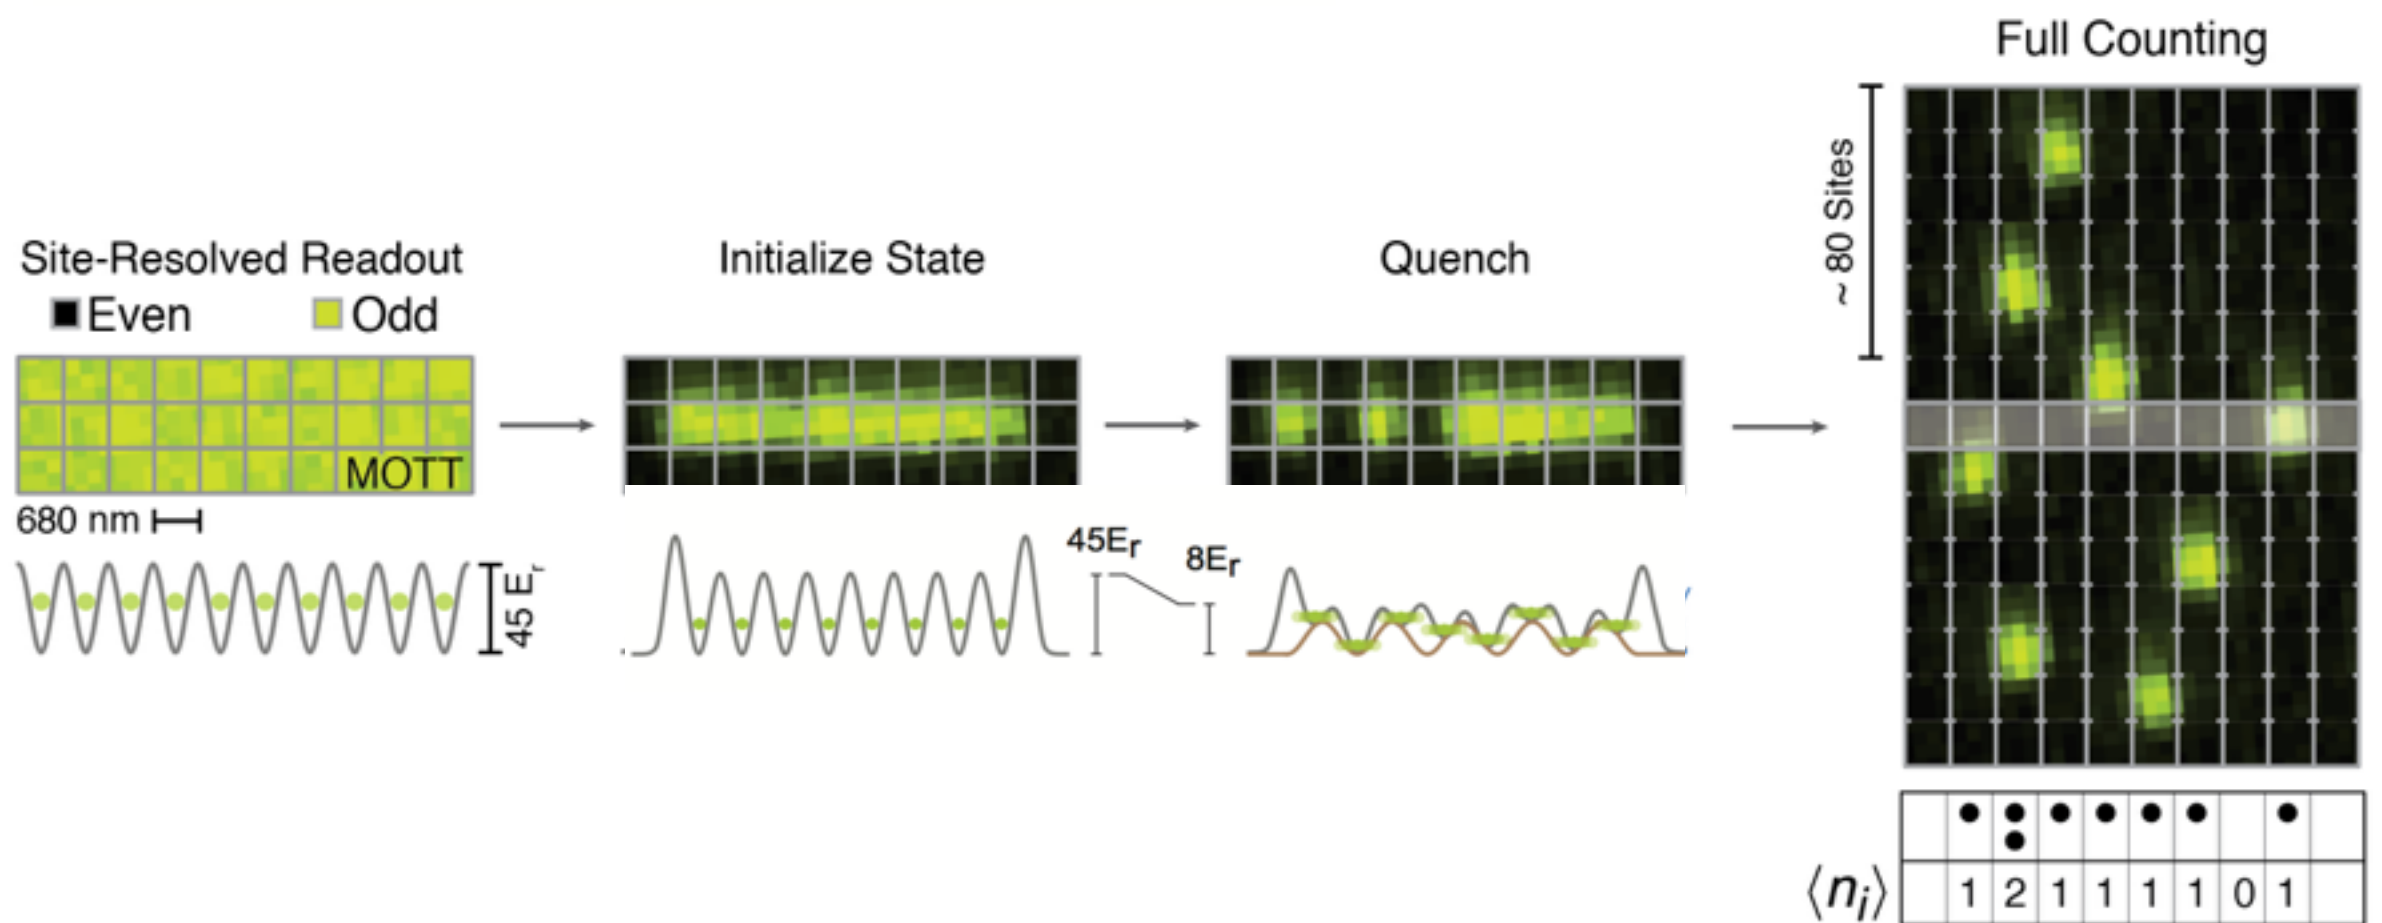 Full Counting
~ 80 Sites
Site-Resolved Readout
Even
Odd
MOTT
680 nm
45 Eᵣ
Initialize State
45Eᵣ
8Eᵣ
Quench
⟨nᵢ⟩ 1 2 1 1 1 1 0 1